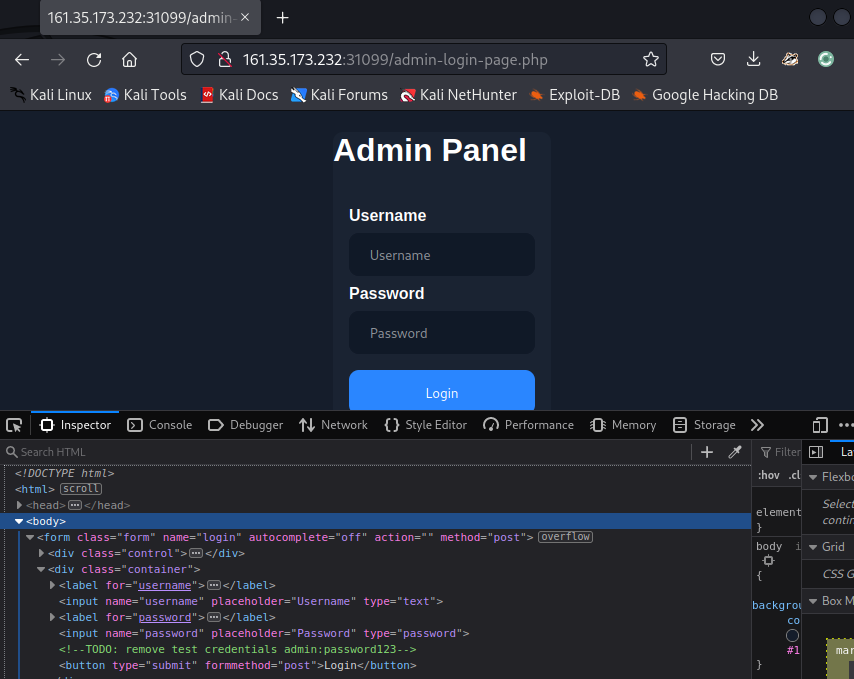 161.35.173.232:31099/admin-
161.35.173.232:31099/admin-login-page.php
Kali Linux Kali Tools Kali Docs Kali Forums Kali NetHunter Exploit-DB Google Hacking DB
Admin Panel
Username
Username
Password
Password
Login
Inspector Console Debugger Network Style Editor Performance Memory Storage
Search HTML
Filter
La
<!DOCTYPE html>
:hov .cl
Flexbo
<html> scroll
<head> </head>
Select
<body>
element
contin
<form class="form" name="login" autocomplete="off" action="" method="post"> overflow
}
<div class="control"> </div>
body i
Grid
<div class="container">
{
CSS G
<label for="username"> </label>
<input name="username" placeholder="Username" type="text">
backgrou
Box M
<label for="password"> </label>
co
<input name="password" placeholder="Password" type="password">
<!--TODO: remove test credentials admin:password123-->
#1
mar
<button type="submit" formmethod="post">Login</button>
}